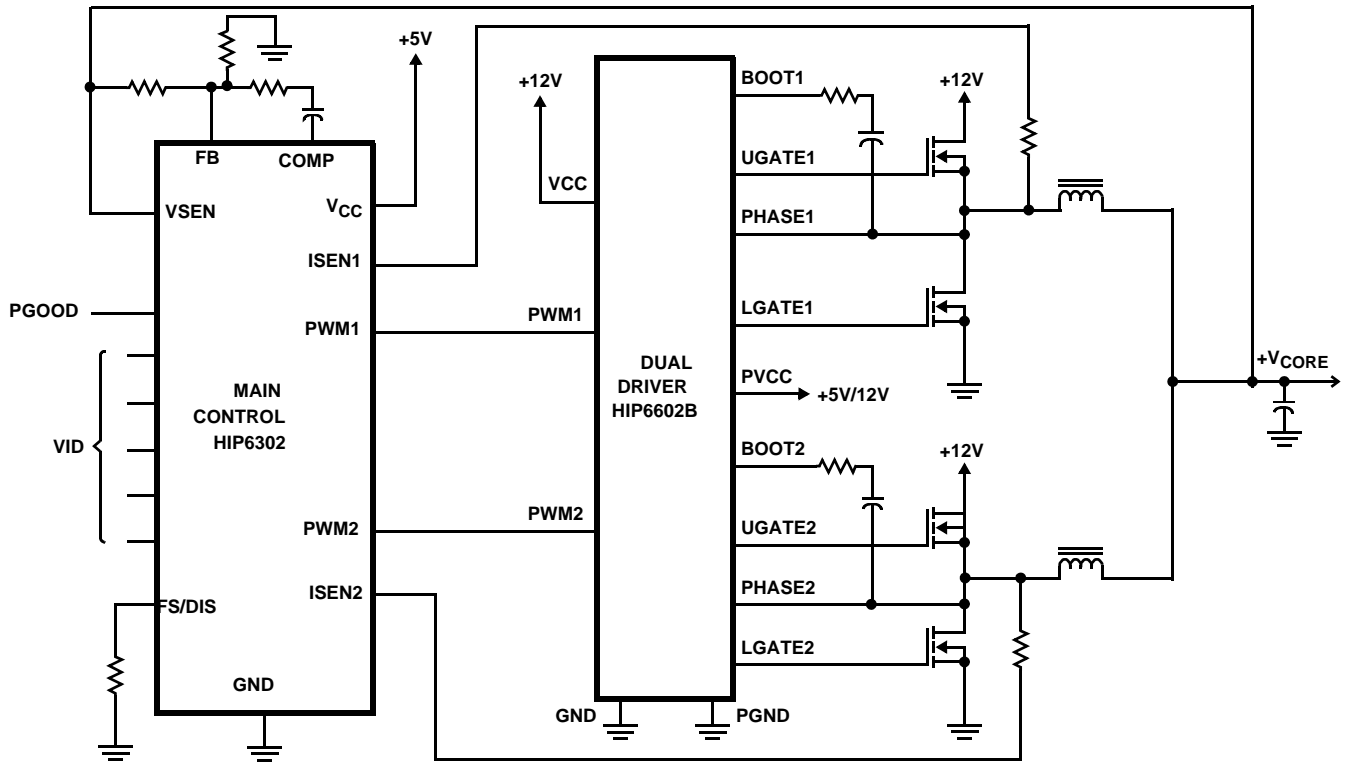 +5V
FB
COMP
VSEN
VCC
ISEN1
PGOOD
PWM1
VID
MAIN
CONTROL
HIP6302
PWM2
ISEN2
FS/DIS
GND
+12V
VCC
PWM1
PWM2
DUAL
DRIVER
HIP6602B
GND
PGND
BOOT1
+12V
UGATE1
PHASE1
LGATE1
PVCC
+5V/12V
BOOT2
+12V
UGATE2
PHASE2
LGATE2
+VCORE